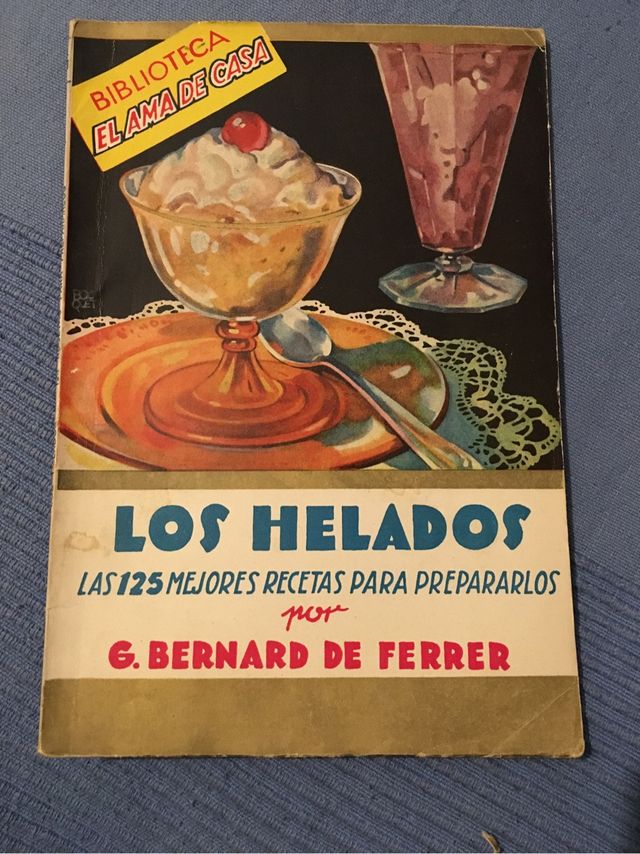 BIBLIOTECA
EL AMA DE CASA
LOS HELADOS
LAS 125 MEJORES RECETAS PARA PREPARARLOS
por
G. BERNARD DE FERRER